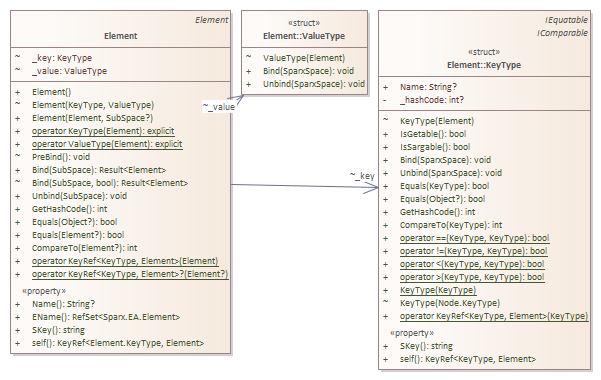 Element
Element
~ _key: KeyType
~ _value: ValueType
+ Element()
~ Element(KeyType, ValueType)
+ Element(Element, SubSpace?)
+ operator KeyType(Element): explicit
+ operator ValueType(Element): explicit
~ PreBind(): void
+ Bind(SubSpace): Result<Element>
~ Bind(SubSpace, bool): Result<Element>
+ Unbind(SubSpace): void
+ GetHashCode(): int
+ Equals(Object?): bool
+ Equals(Element?): bool
+ CompareTo(Element?): int
+ operator KeyRef<KeyType, Element>(Element)
+ operator KeyRef<KeyType, Element>?(Element?)
«property»
+ Name(): String?
+ EName(): RefSet<Sparx.EA.Element>
+ SKey(): string
+ self(): KeyRef<Element.KeyType, Element>
«struct»
Element::ValueType
~ ValueType(Element)
+ Bind(SparxSpace): void
+ Unbind(SparxSpace): void
~_value
~_key
IEquatable
IComparable
«struct»
Element::KeyType
+ Name: String?
- _hashCode: int?
~ KeyType(Element)
+ IsGetable(): bool
+ IsSargable(): bool
+ Bind(SparxSpace): void
+ Unbind(SparxSpace): void
+ Equals(KeyType): bool
+ Equals(Object?): bool
+ GetHashCode(): int
+ CompareTo(KeyType): int
+ operator ==(KeyType, KeyType): bool
+ operator !=(KeyType, KeyType): bool
+ operator <(KeyType, KeyType): bool
+ operator >(KeyType, KeyType): bool
+ KeyType(KeyType)
~ KeyType(Node.KeyType)
+ operator KeyRef<KeyType, Element>(KeyType)
«property»
+ SKey(): string
+ self(): KeyRef<KeyType, Element>